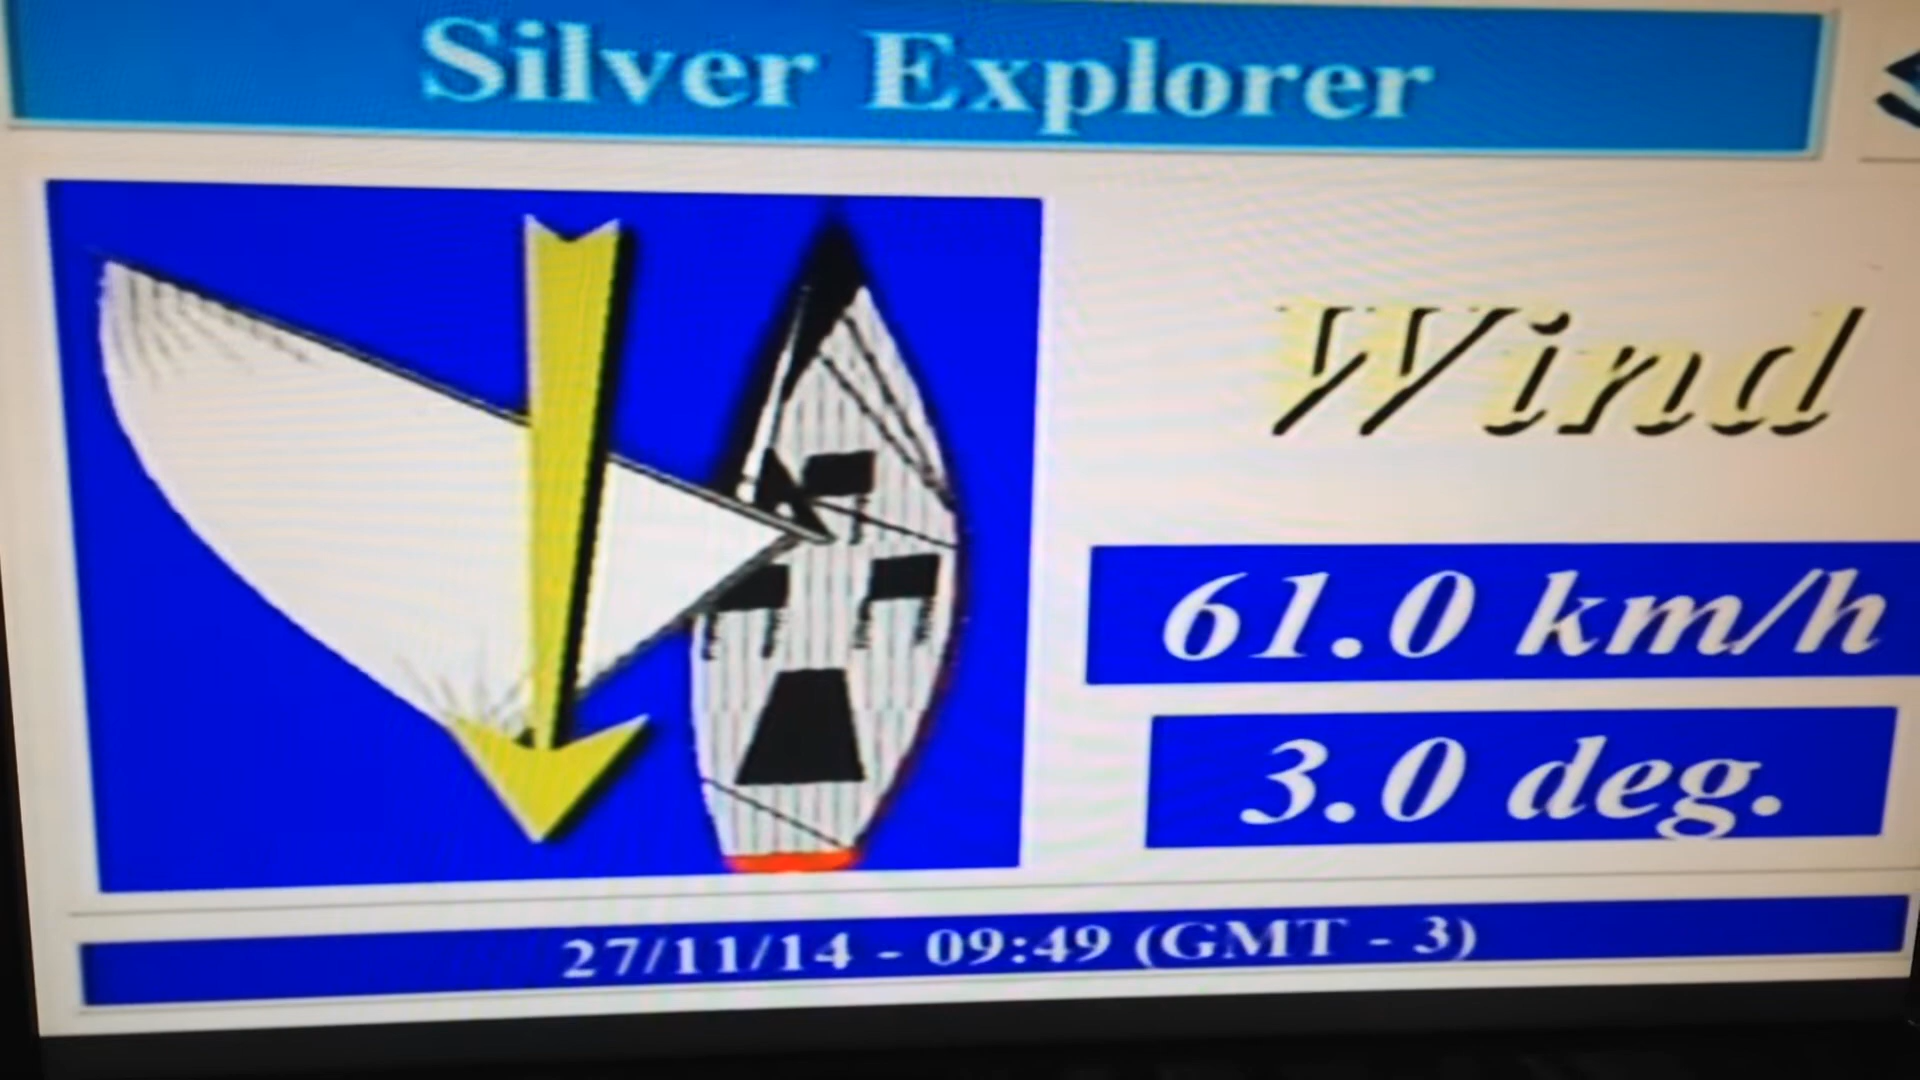 Silver Explorer
Wind
61.0 km/h
3.0 deg.
27/11/14 - 09:49 (GMT - 3)